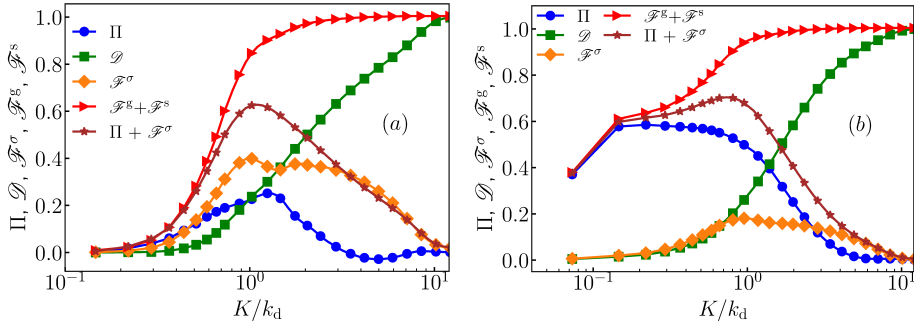 Π, 𝒟, ℱ^σ, ℱ^g, ℱ^s
1.0
0.8
0.6
0.4
0.2
0.0
Π
𝒟
ℱ^σ
ℱ^g+ℱ^s
Π + ℱ^σ
(a)
10^−1
10^0
10^1
K/k_d
Π, 𝒟, ℱ^σ, ℱ^g, ℱ^s
1.0
0.8
0.6
0.4
0.2
0.0
Π
𝒟
ℱ^σ
ℱ^g+ℱ^s
Π + ℱ^σ
(b)
10^−1
10^0
10^1
K/k_d